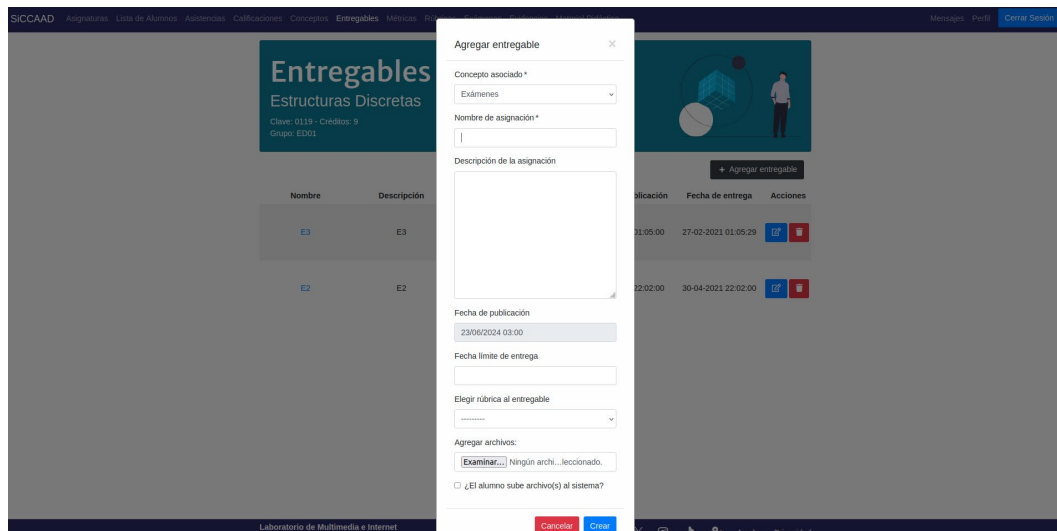 SiCCAAD Asignaturas Lista de Alumnos Asistencias Calificaciones Conceptos Entregables Métricas Mensajes Perfil Cerrar Sesión
Entregables
Estructuras Discretas
Clave: 0119 - Créditos: 9
Grupo: ED01
+ Agregar entregable
Nombre Descripción Fecha de entrega Acciones
E3 E3 01:05:00 27-02-2021 01:05:29
E2 E2 22:02:00 30-04-2021 22:02:00
Agregar entregable ×
Concepto asociado *
Exámenes
Nombre de asignación *
Descripción de la asignación
Fecha de publicación
23/06/2024 03:00
Fecha límite de entrega
Elegir rúbrica al entregable
---------
Agregar archivos:
Examinar... Ningún archi...leccionado.
¿El alumno sube archivo(s) al sistema?
Cancelar Crear
Laboratorio de Multimedia e Internet